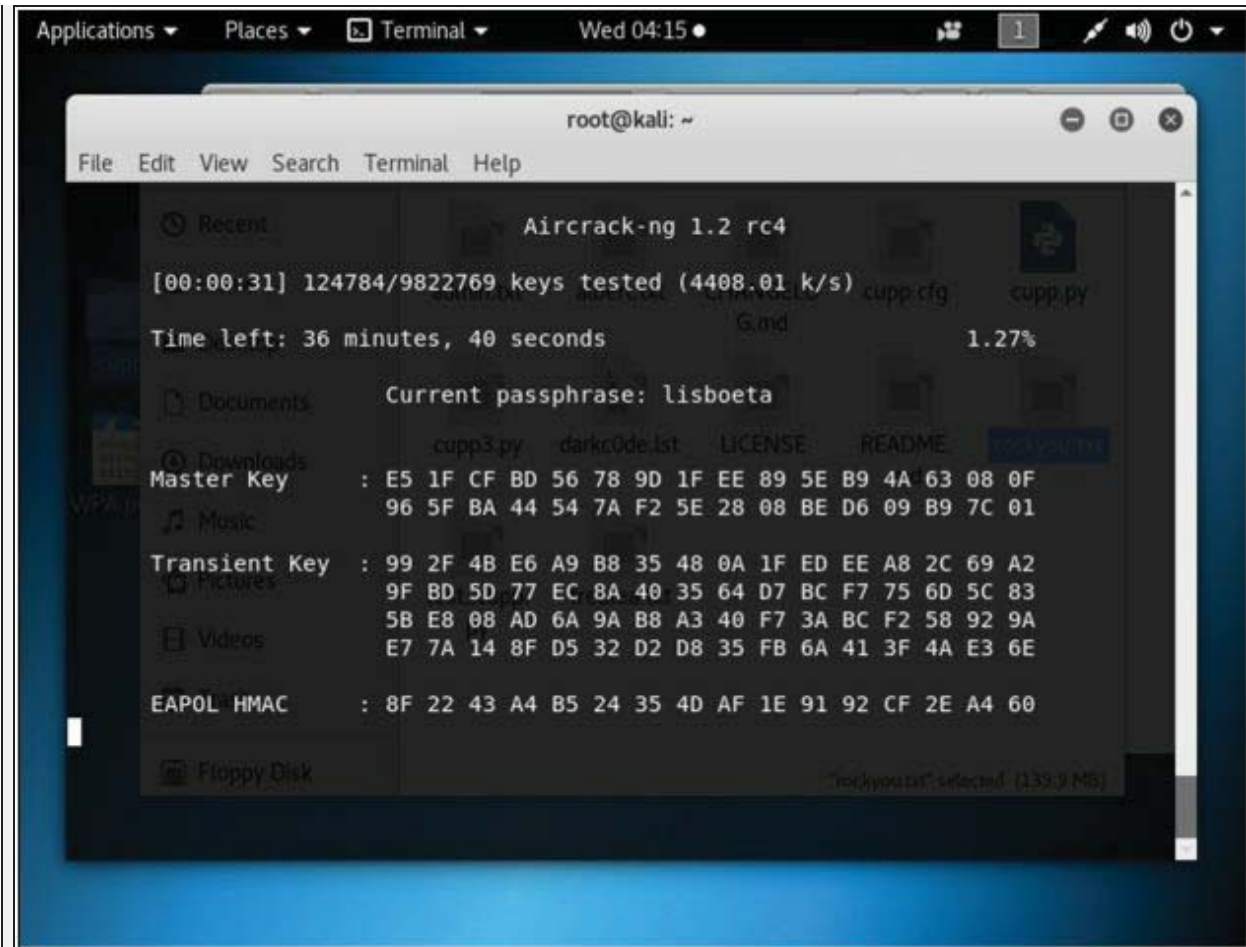 Applications Places Terminal Wed 04:15 1
root@kali: ~
File Edit View Search Terminal Help
Recent
Aircrack-ng 1.2 rc4
[00:00:31] 124784/9822769 keys tested (4408.01 k/s)
cupp.cfg cupp.py
G.md
Time left: 36 minutes, 40 seconds 1.27%
Documents
Current passphrase: lisboeta
cupp3.py darkc0de.lst LICENSE README rockyou.txt
Downloads
Master Key : E5 1F CF BD 56 78 9D 1F EE 89 5E B9 4A 63 08 0F
96 5F BA 44 54 7A F2 5E 28 08 BE D6 09 B9 7C 01
Music
Transient Key : 99 2F 4B E6 A9 B8 35 48 0A 1F ED EE A8 2C 69 A2
Pictures
9F BD 5D 77 EC 8A 40 35 64 D7 BC F7 75 6D 5C 83
5B E8 08 AD 6A 9A B8 A3 40 F7 3A BC F2 58 92 9A
Videos
E7 7A 14 8F D5 32 D2 D8 35 FB 6A 41 3F 4A E3 6E
EAPOL HMAC : 8F 22 43 A4 B5 24 35 4D AF 1E 91 92 CF 2E A4 60
Floppy Disk
"rockyou.txt" selected (139.9 MB)